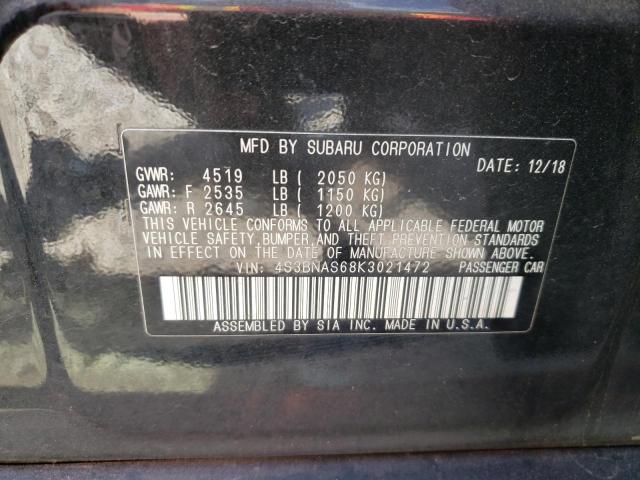 MFD BY SUBARU CORPORATION
DATE: 12/18
GVWR: 4519 LB ( 2050 KG)
GAWR: F 2535 LB ( 1150 KG)
GAWR: R 2645 LB ( 1200 KG)
THIS VEHICLE CONFORMS TO ALL APPLICABLE FEDERAL MOTOR
VEHICLE SAFETY, BUMPER, AND THEFT PREVENTION STANDARDS
IN EFFECT ON THE DATE OF MANUFACTURE SHOWN ABOVE.
VIN: 4S3BNAS68K3021472 PASSENGER CAR
ASSEMBLED BY SIA INC. MADE IN U.S.A.